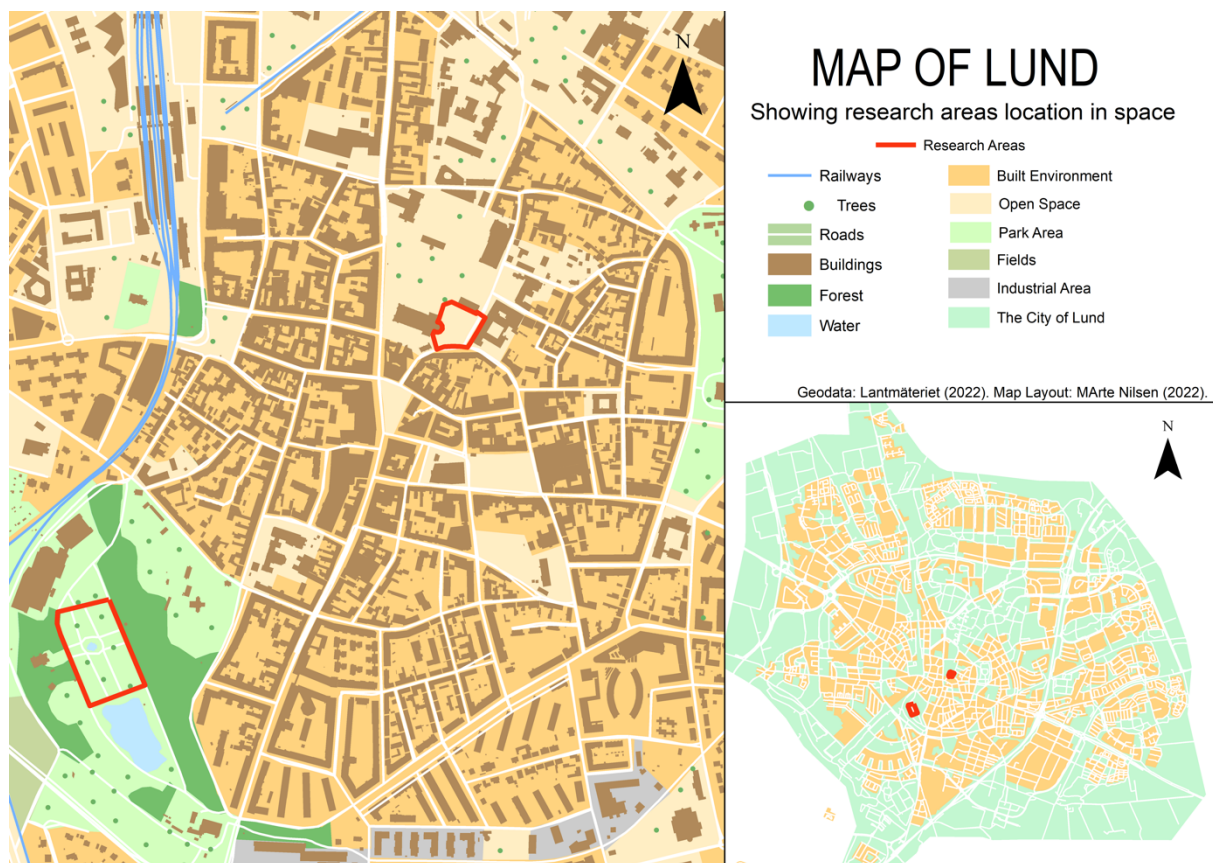 N
MAP OF LUND
Showing research areas location in space
Research Areas
Railways
Trees
Roads
Buildings
Forest
Water
Built Environment
Open Space
Park Area
Fields
Industrial Area
The City of Lund
Geodata: Lantmäteriet (2022). Map Layout: MArte Nilsen (2022).
N